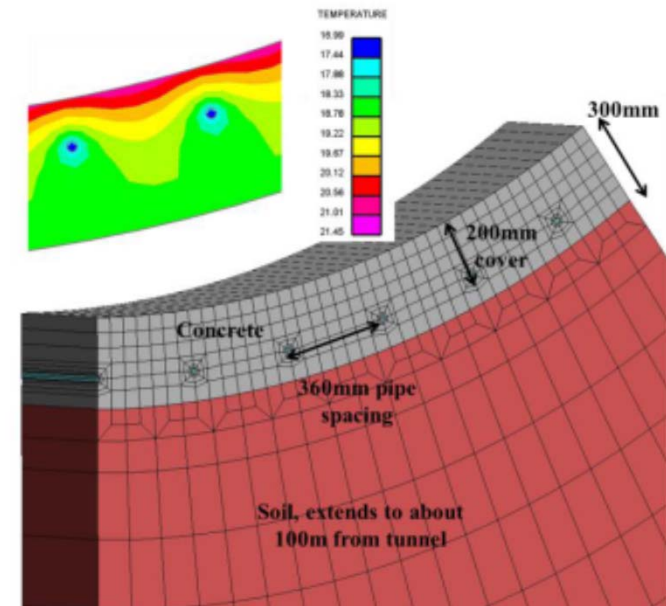 TEMPERATURE
16.99
17.44
17.88
18.33
18.78
19.22
19.67
20.12
20.56
21.01
21.45
300mm
200mm
cover
Concrete
360mm pipe
spacing
Soil, extends to about
100m from tunnel